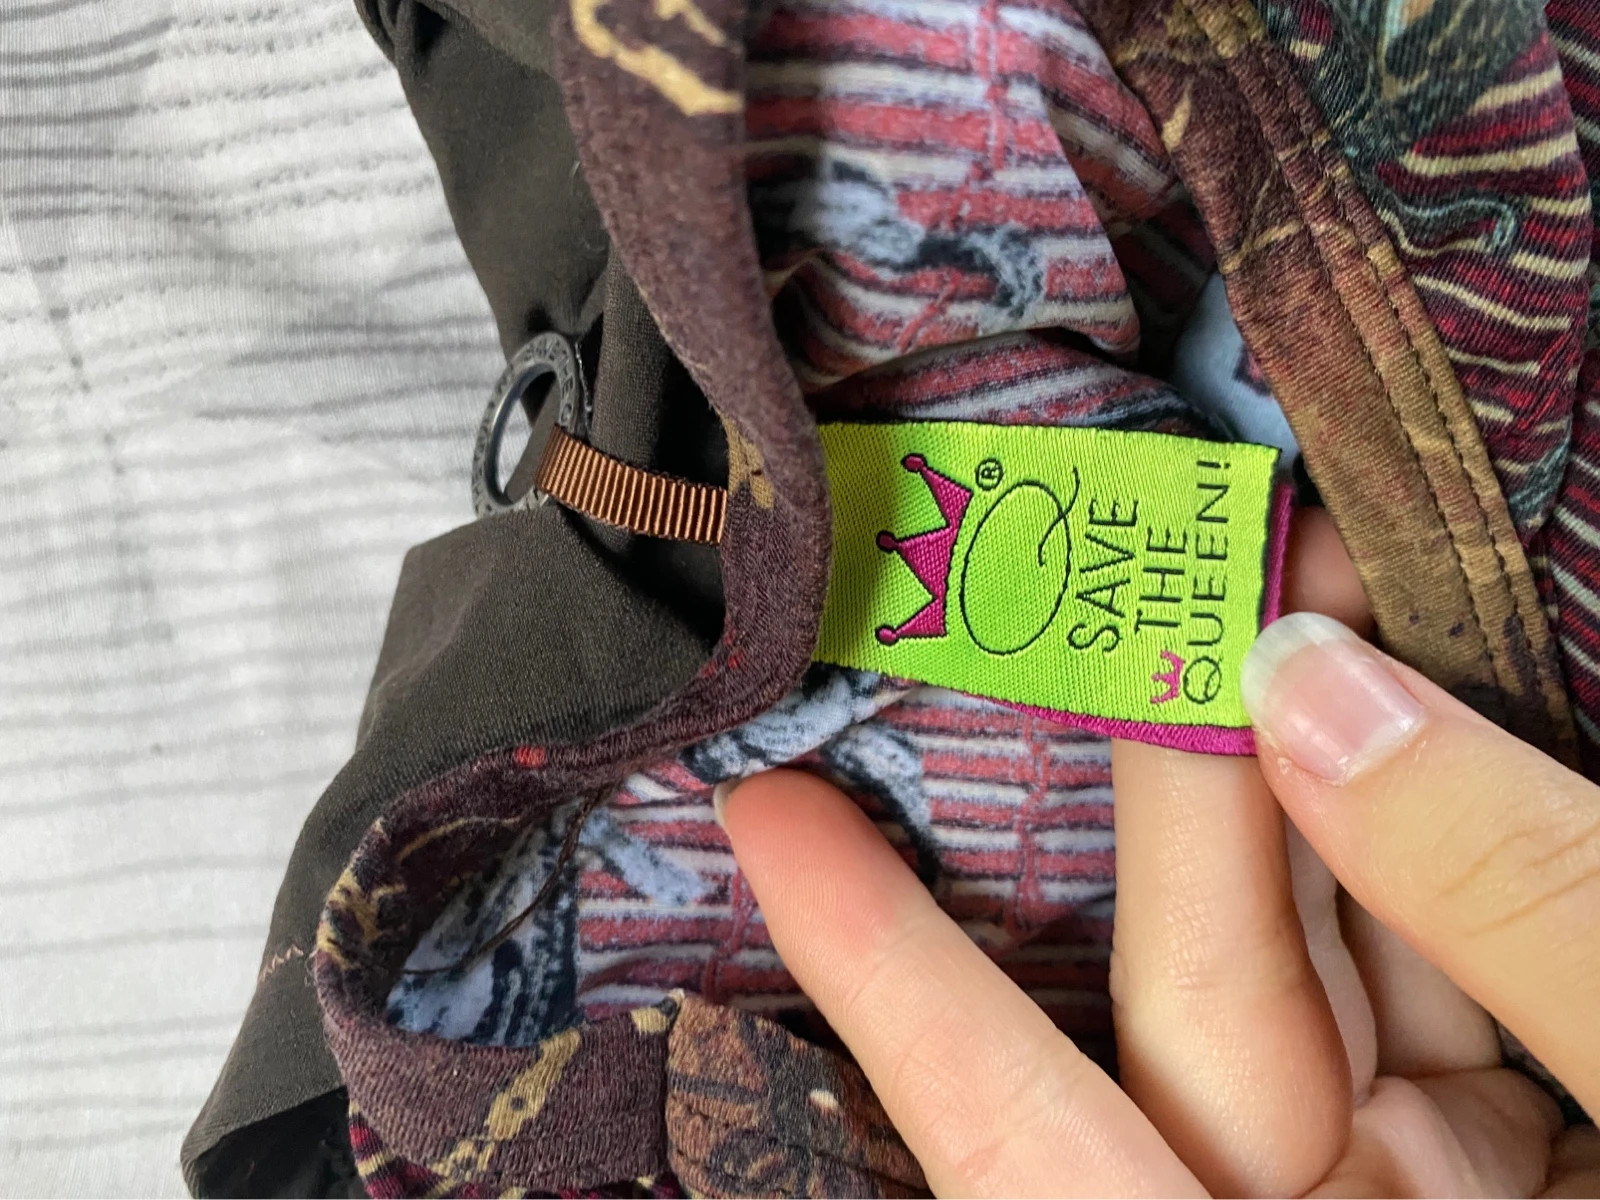 ®
Q
SAVE
THE
QUEEN!